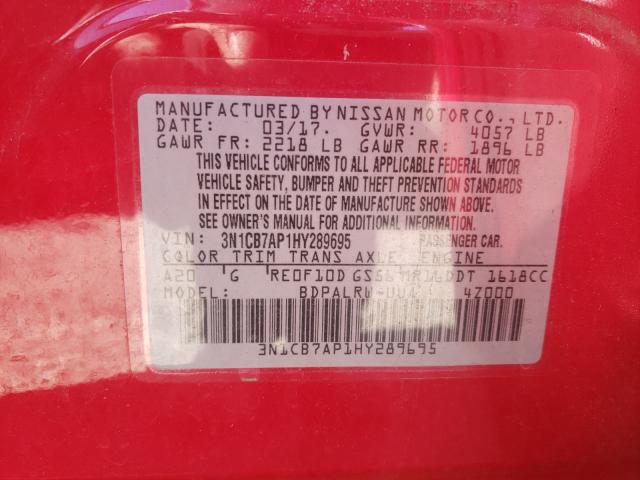 MANUFACTURED BY NISSAN MOTOR CO., LTD.
DATE: 03/17. GVWR: 4057 LB
GAWR FR: 2218 LB GAWR RR: 1896 LB
THIS VEHICLE CONFORMS TO ALL APPLICABLE FEDERAL MOTOR
VEHICLE SAFETY, BUMPER AND THEFT PREVENTION STANDARDS
IN EFFECT ON THE DATE OF MANUFACTURE SHOWN ABOVE.
SEE OWNER'S MANUAL FOR ADDITIONAL INFORMATION.
VIN: 3N1CB7AP1HY289695 PASSENGER CAR.
COLOR TRIM TRANS AXLE ENGINE
A20 'G 'RE0F10D GS56 MR16DDT 1618CC
MODEL: 4Z000
3N1CB7AP1HY289695